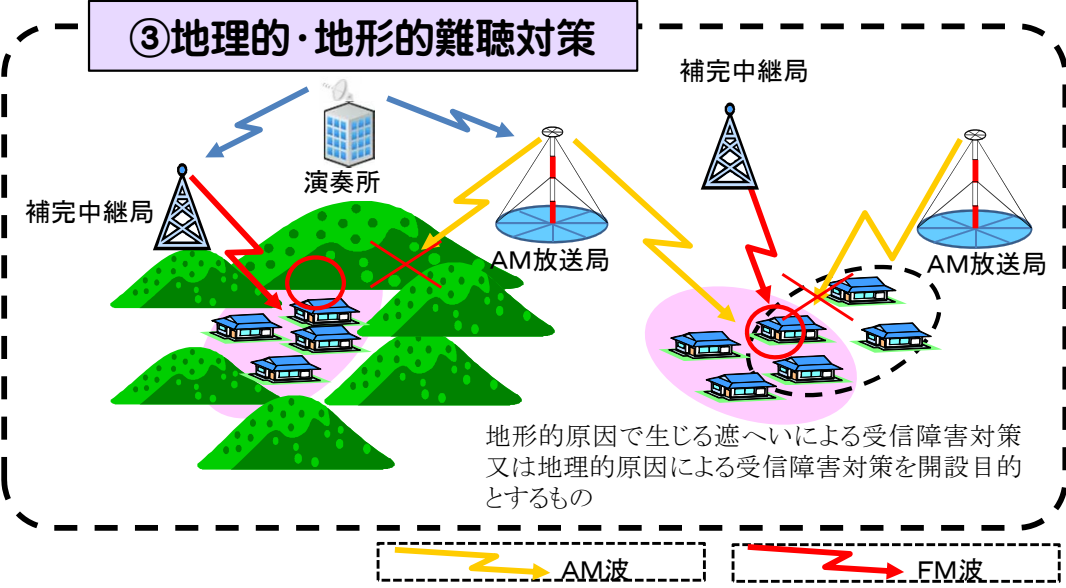 ③地理的・地形的難聴対策
補完中継局
演奏所
補完中継局
AM放送局
AM放送局
地形的原因で生じる遮へいによる受信障害対策
又は地理的原因による受信障害対策を開設目的
とするもの
AM波
FM波